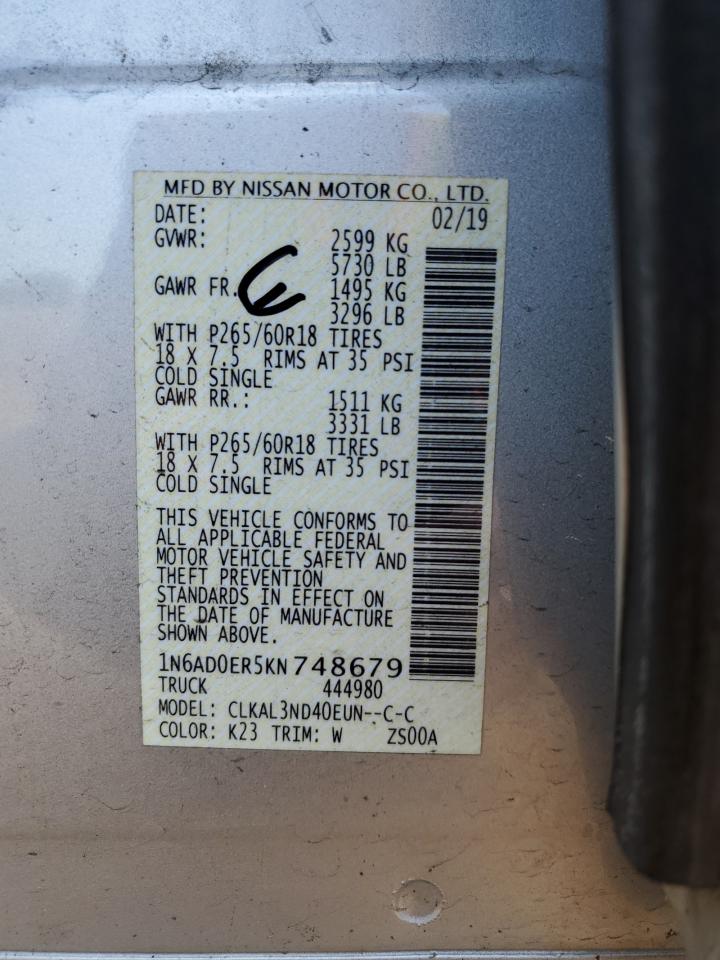 MFD BY NISSAN MOTOR CO., LTD.
DATE: 02/19
GVWR: 2599 KG
5730 LB
GAWR FR. 1495 KG
3296 LB
WITH P265/60R18 TIRES
18 X 7.5 RIMS AT 35 PSI
COLD SINGLE
GAWR RR.: 1511 KG
3331 LB
WITH P265/60R18 TIRES
18 X 7.5 RIMS AT 35 PSI
COLD SINGLE
THIS VEHICLE CONFORMS TO
ALL APPLICABLE FEDERAL
MOTOR VEHICLE SAFETY AND
THEFT PREVENTION
STANDARDS IN EFFECT ON
THE DATE OF MANUFACTURE
SHOWN ABOVE.
1N6AD0ER5KN748679
TRUCK 444980
MODEL: CLKAL3ND40EUN--C-C
COLOR: K23 TRIM: W ZS00A